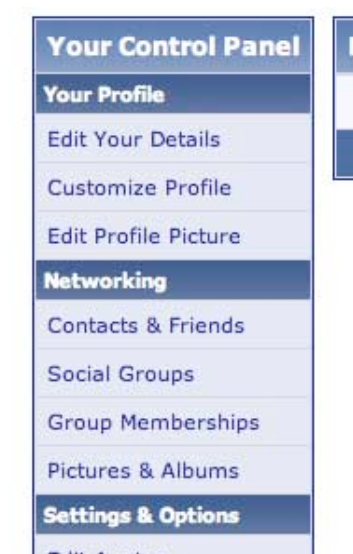 Your Control Panel
Your Profile
Edit Your Details
Customize Profile
Edit Profile Picture
Networking
Contacts & Friends
Social Groups
Group Memberships
Pictures & Albums
Settings & Options